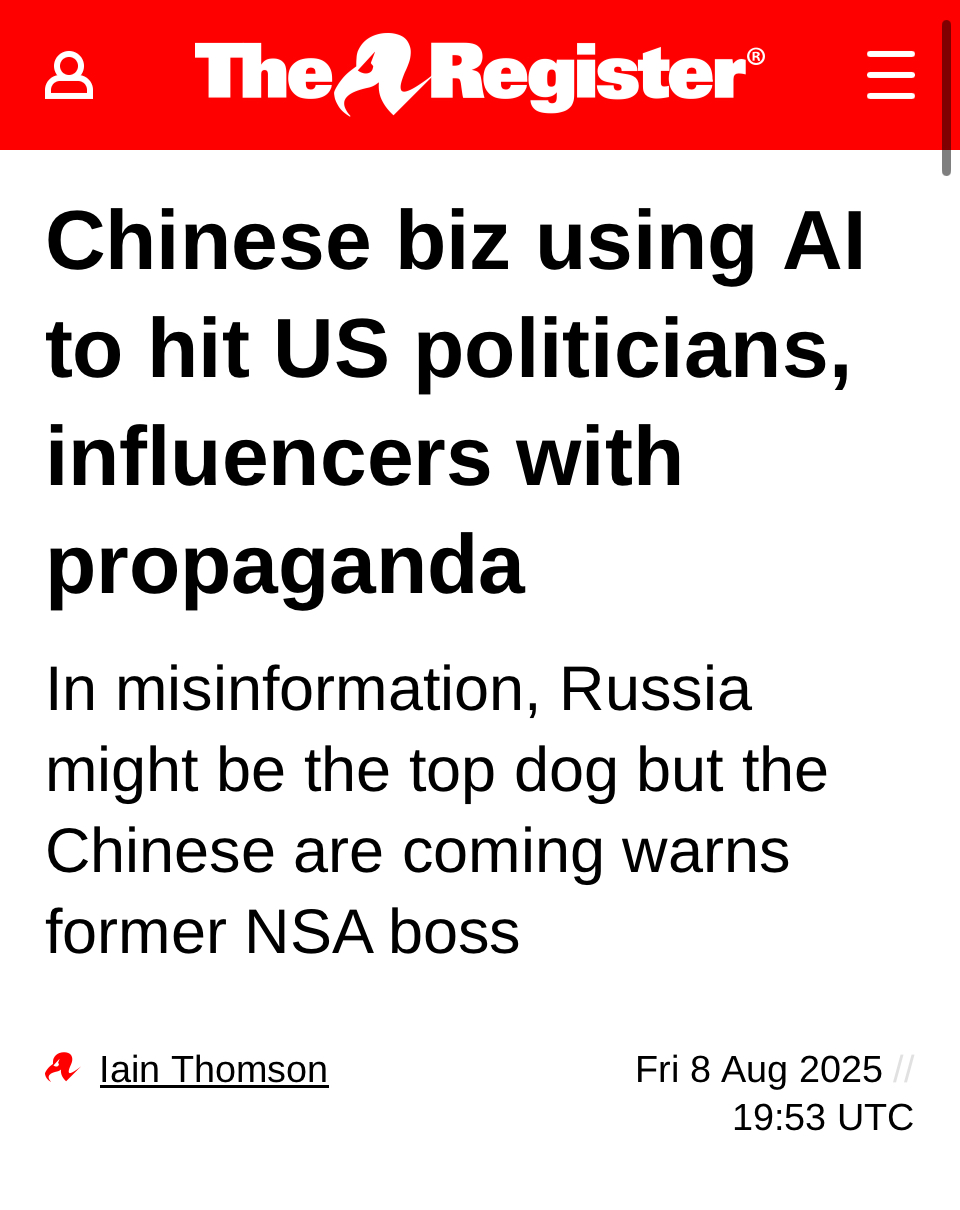 The Register®
Chinese biz using AI
to hit US politicians,
influencers with
propaganda
In misinformation, Russia
might be the top dog but the
Chinese are coming warns
former NSA boss
Iain Thomson
Fri 8 Aug 2025 //
19:53 UTC